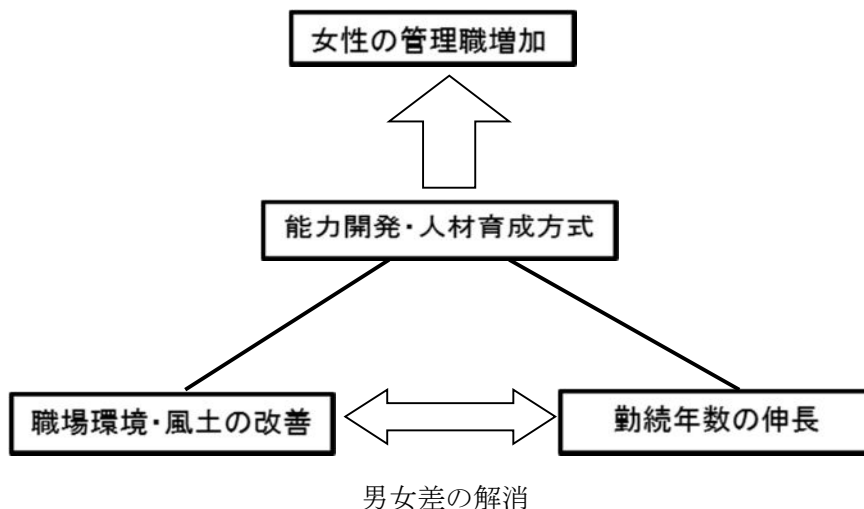 女性の管理職増加
能力開発・人材育成方式
職場環境・風土の改善
勤続年数の伸長
男女差の解消